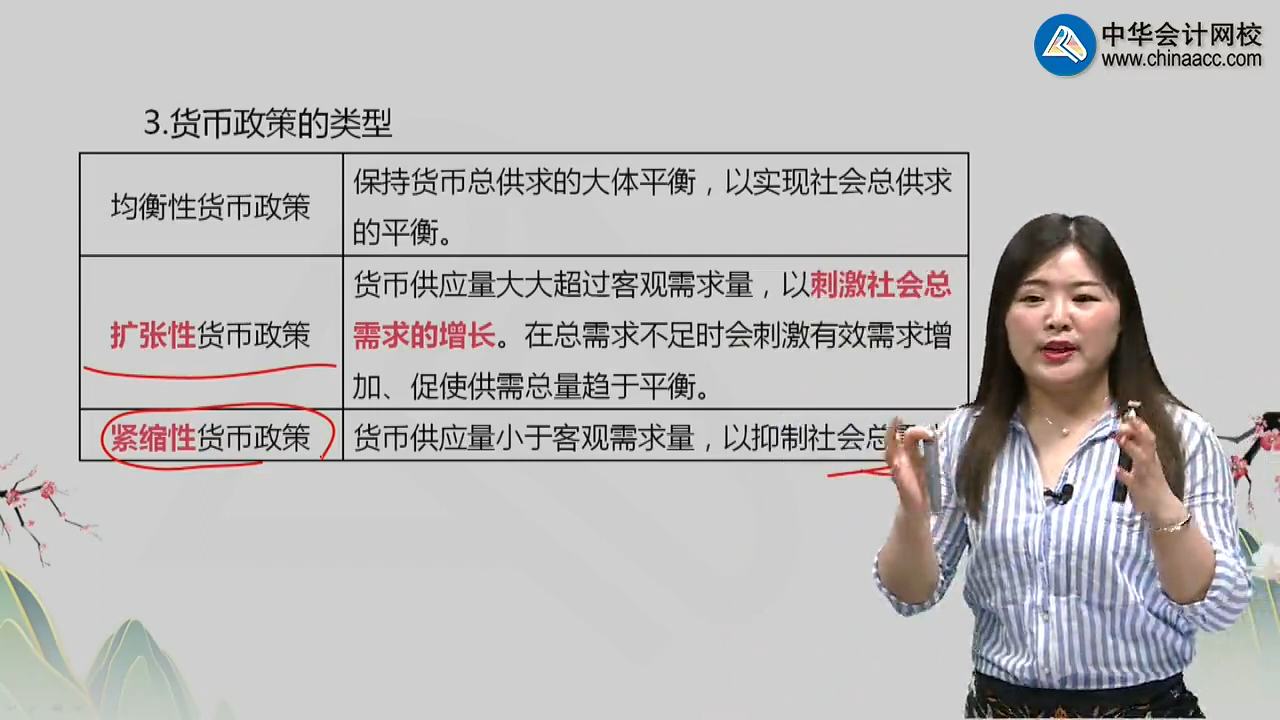 中华会计网校
www.chinaacc.com
3.货币政策的类型
均衡性货币政策
保持货币总供求的大体平衡，以实现社会总供求
的平衡。
扩张性货币政策
货币供应量大大超过客观需求量，以刺激社会总
需求的增长。在总需求不足时会刺激有效需求增
加、促使供需总量趋于平衡。
紧缩性货币政策
货币供应量小于客观需求量，以抑制社会总